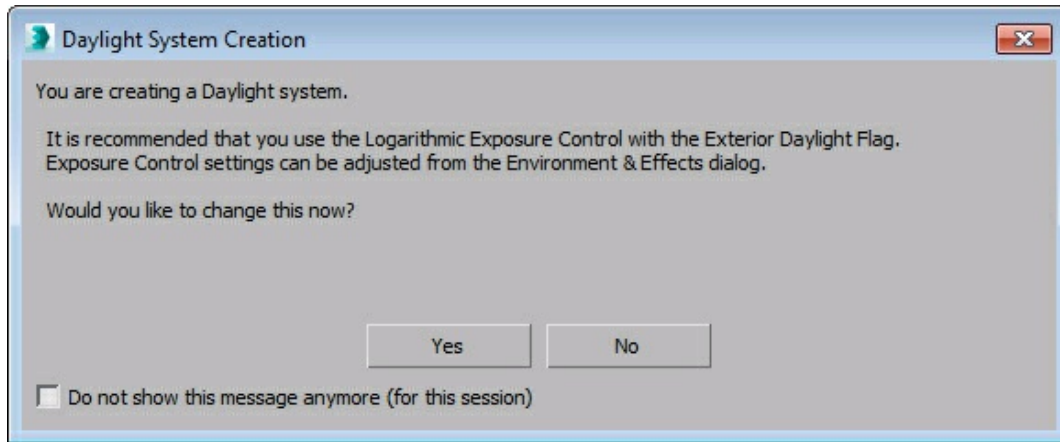 Daylight System Creation
You are creating a Daylight system.
It is recommended that you use the Logarithmic Exposure Control with the Exterior Daylight Flag.
Exposure Control settings can be adjusted from the Environment & Effects dialog.
Would you like to change this now?
Yes No
Do not show this message anymore (for this session)